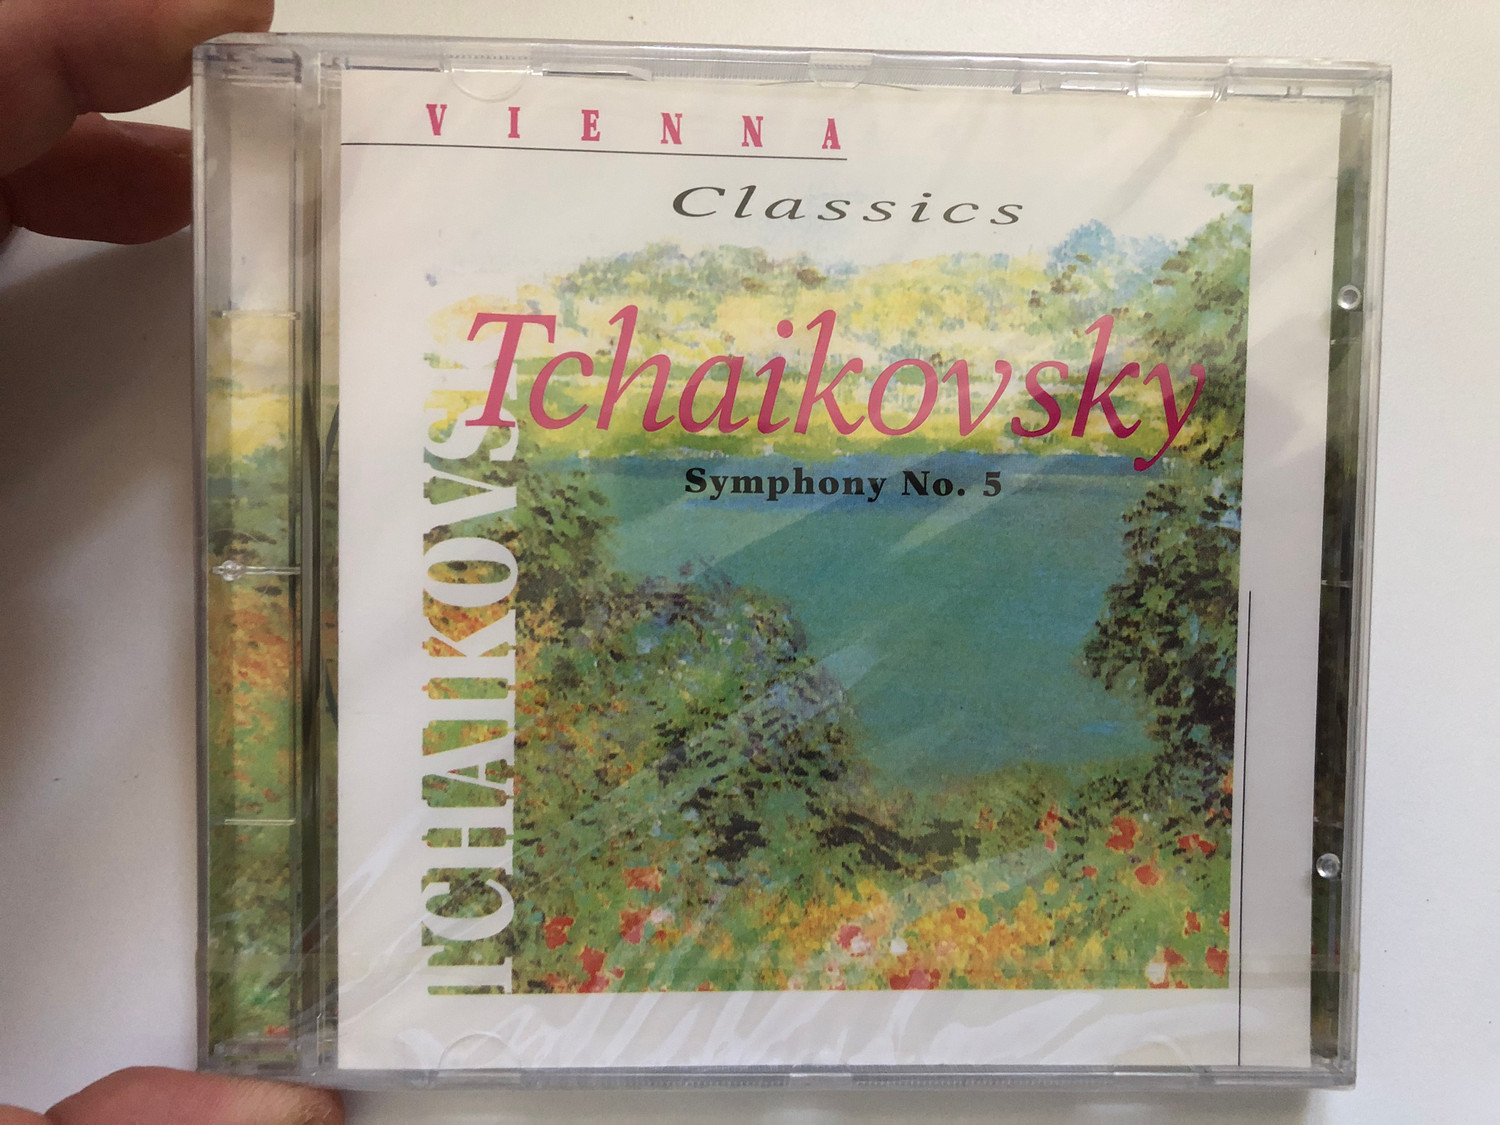 VIENNA
Classics
Tchaikovsky
Symphony No. 5
TCHAIKOVSKY